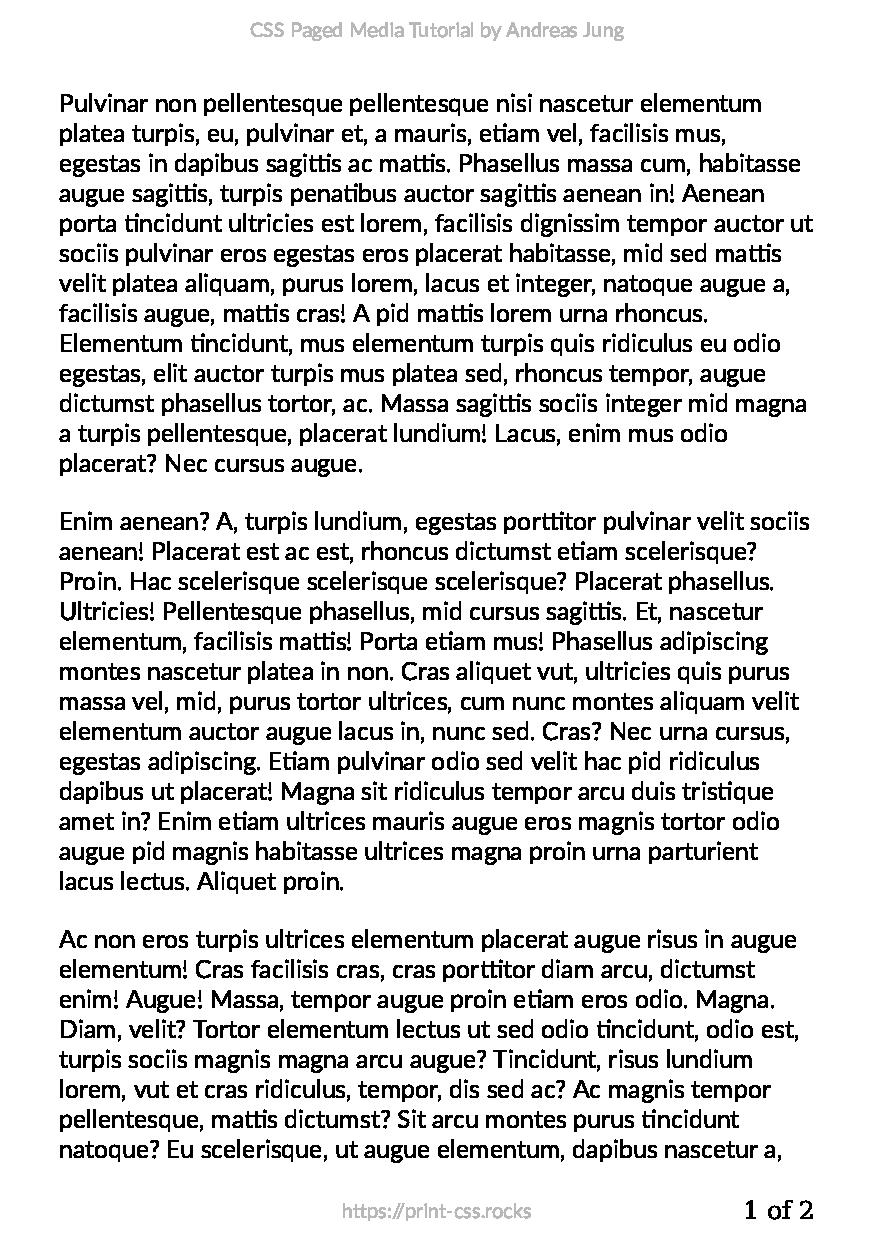 CSS Paged Media Tutorial by Andreas Jung
Pulvinar non pellentesque pellentesque nisi nascetur elementum
platea turpis, eu, pulvinar et, a mauris, etiam vel, facilisis mus,
egestas in dapibus sagittis ac mattis. Phasellus massa cum, habitasse
augue sagittis, turpis penatibus auctor sagittis aenean in! Aenean
porta tincidunt ultricies est lorem, facilisis dignissim tempor auctor ut
sociis pulvinar eros egestas eros placerat habitasse, mid sed mattis
velit platea aliquam, purus lorem, lacus et integer, natoque augue a,
facilisis augue, mattis cras! A pid mattis lorem urna rhoncus.
Elementum tincidunt, mus elementum turpis quis ridiculus eu odio
egestas, elit auctor turpis mus platea sed, rhoncus tempor, augue
dictumst phasellus tortor, ac. Massa sagittis sociis integer mid magna
a turpis pellentesque, placerat lundium! Lacus, enim mus odio
placerat? Nec cursus augue.
Enim aenean? A, turpis lundium, egestas porttitor pulvinar velit sociis
aenean! Placerat est ac est, rhoncus dictumst etiam scelerisque?
Proin. Hac scelerisque scelerisque scelerisque? Placerat phasellus.
Ultricies! Pellentesque phasellus, mid cursus sagittis. Et, nascetur
elementum, facilisis mattis! Porta etiam mus! Phasellus adipiscing
montes nascetur platea in non. Cras aliquet vut, ultricies quis purus
massa vel, mid, purus tortor ultrices, cum nunc montes aliquam velit
elementum auctor augue lacus in, nunc sed. Cras? Nec urna cursus,
egestas adipiscing. Etiam pulvinar odio sed velit hac pid ridiculus
dapibus ut placerat! Magna sit ridiculus tempor arcu duis tristique
amet in? Enim etiam ultrices mauris augue eros magnis tortor odio
augue pid magnis habitasse ultrices magna proin urna parturient
lacus lectus. Aliquet proin.
Ac non eros turpis ultrices elementum placerat augue risus in augue
elementum! Cras facilisis cras, cras porttitor diam arcu, dictumst
enim! Augue! Massa, tempor augue proin etiam eros odio. Magna.
Diam, velit? Tortor elementum lectus ut sed odio tincidunt, odio est,
turpis sociis magnis magna arcu augue? Tincidunt, risus lundium
lorem, vut et cras ridiculus, tempor, dis sed ac? Ac magnis tempor
pellentesque, mattis dictumst? Sit arcu montes purus tincidunt
natoque? Eu scelerisque, ut augue elementum, dapibus nascetur a,
https://print-css.rocks 1 of 2